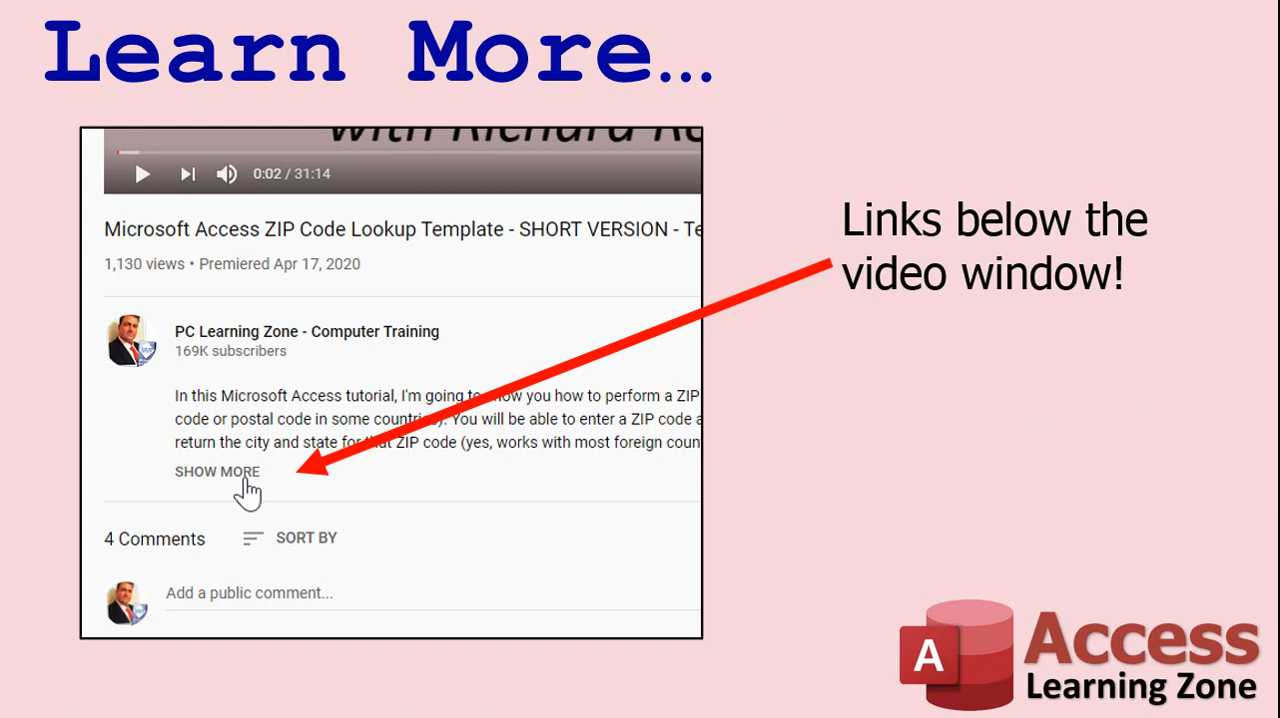 Learn More...
with Richard
0:02 / 31:14
Microsoft Access ZIP Code Lookup Template - SHORT VERSION - Te
1,130 views • Premiered Apr 17, 2020
PC Learning Zone - Computer Training
169K subscribers
In this Microsoft Access tutorial, I'm going to show you how to perform a ZIP
code or postal code in some countries). You will be able to enter a ZIP code a
return the city and state for that ZIP code (yes, works with most foreign coun
SHOW MORE
4 Comments
SORT BY
Add a public comment...
Links below the
video window!
A
Access
Learning Zone